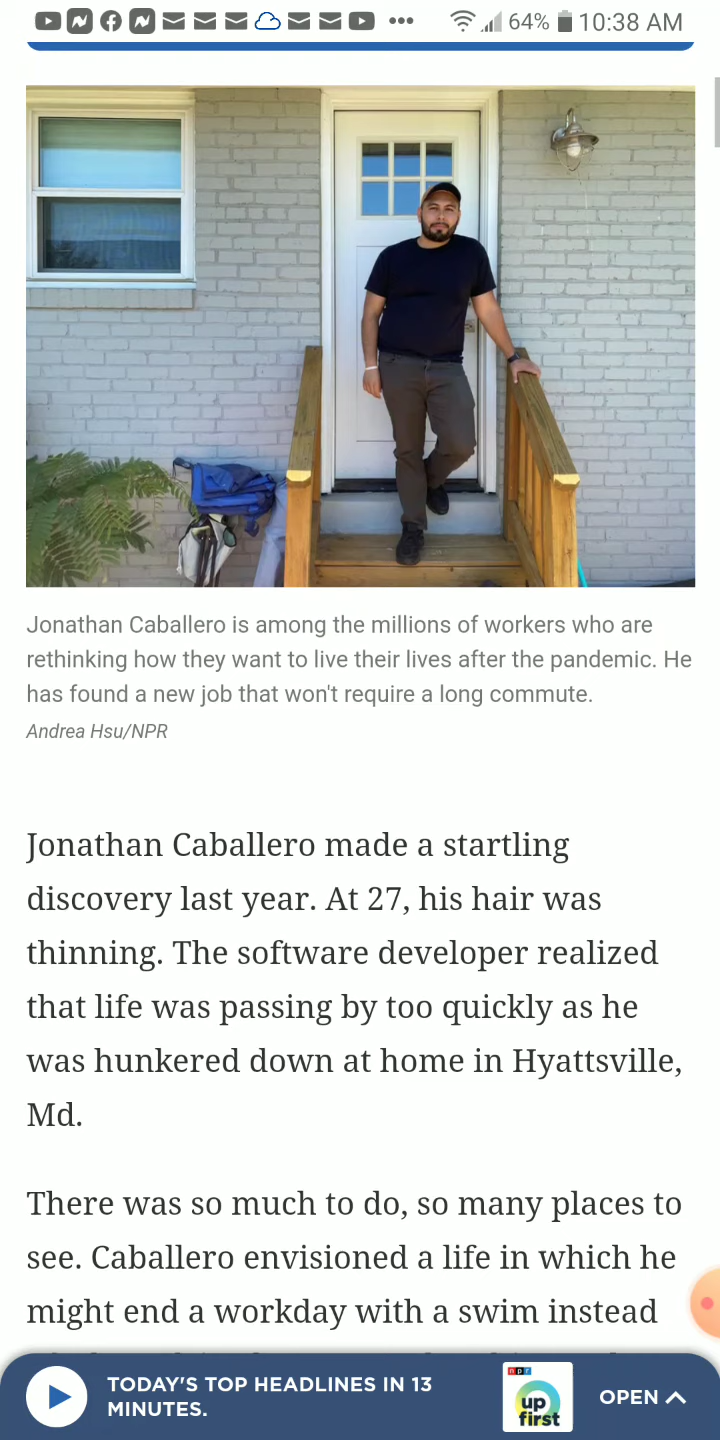 64% 10:38 AM
Jonathan Caballero is among the millions of workers who are
rethinking how they want to live their lives after the pandemic. He
has found a new job that won't require a long commute.
Andrea Hsu/NPR
Jonathan Caballero made a startling
discovery last year. At 27, his hair was
thinning. The software developer realized
that life was passing by too quickly as he
was hunkered down at home in Hyattsville,
Md.
There was so much to do, so many places to
see. Caballero envisioned a life in which he
might end a workday with a swim instead
TODAY'S TOP HEADLINES IN 13
MINUTES.
npr
up
first
OPEN